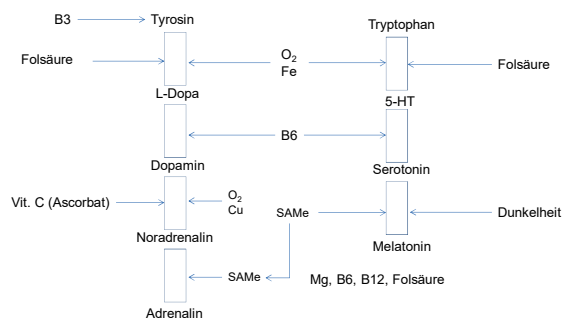 B3
Tyrosin
Tryptophan
Folsäure
O2
Fe
Folsäure
L-Dopa
5-HT
B6
Dopamin
Serotonin
Vit. C (Ascorbat)
O2
Cu
SAMe
Dunkelheit
Noradrenalin
Melatonin
SAMe
Mg, B6, B12, Folsäure
Adrenalin